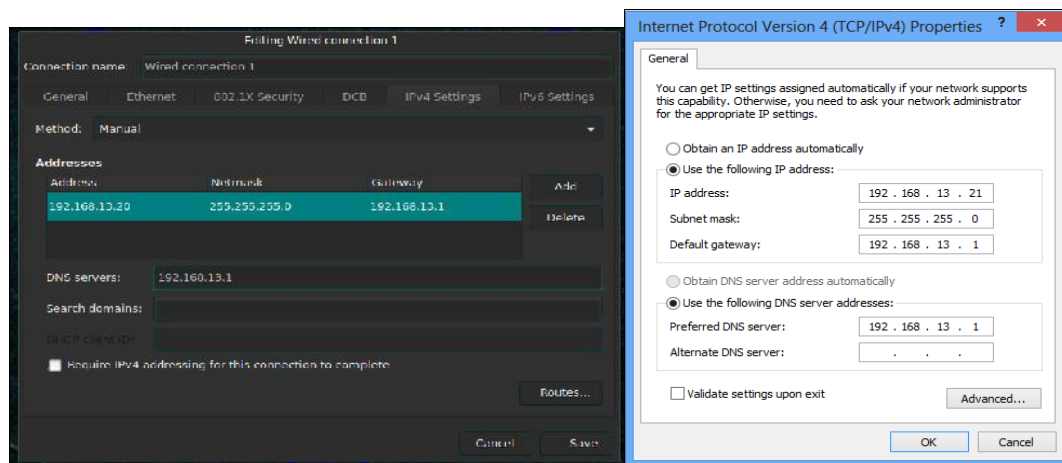 Editing Wired connection 1
Connection name: Wired connection 1
General Ethernet 802.1X Security DCB IPv4 Settings IPv6 Settings
Method: Manual
Addresses
Address Netmask Gateway
192.168.13.20 255.255.255.0 192.168.13.1
Add
Delete
DNS servers: 192.168.13.1
Search domains:
DHCP client ID:
Require IPv4 addressing for this connection to complete
Routes...
Cancel Save
Internet Protocol Version 4 (TCP/IPv4) Properties ? ×
General
You can get IP settings assigned automatically if your network supports
this capability. Otherwise, you need to ask your network administrator
for the appropriate IP settings.
Obtain an IP address automatically
Use the following IP address:
IP address: 192 . 168 . 13 . 21
Subnet mask: 255 . 255 . 255 . 0
Default gateway: 192 . 168 . 13 . 1
Obtain DNS server address automatically
Use the following DNS server addresses:
Preferred DNS server: 192 . 168 . 13 . 1
Alternate DNS server: . . .
Validate settings upon exit
Advanced...
OK Cancel